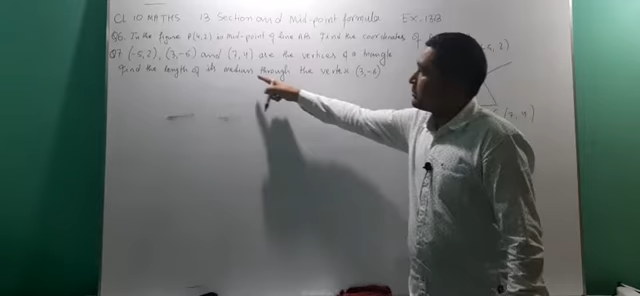 CL 10 MATHS 13 Section and Mid-point formula EX. 13B
Q6. In the figure P(4,2) is mid-point of line AB. Find the coordinates of
Q7 (-5, 2), (3, -6) and (7, 4) are the vertices of a triangle
find the length of its median through the vertex (3, -6)
-5, 2)
(7, 4)